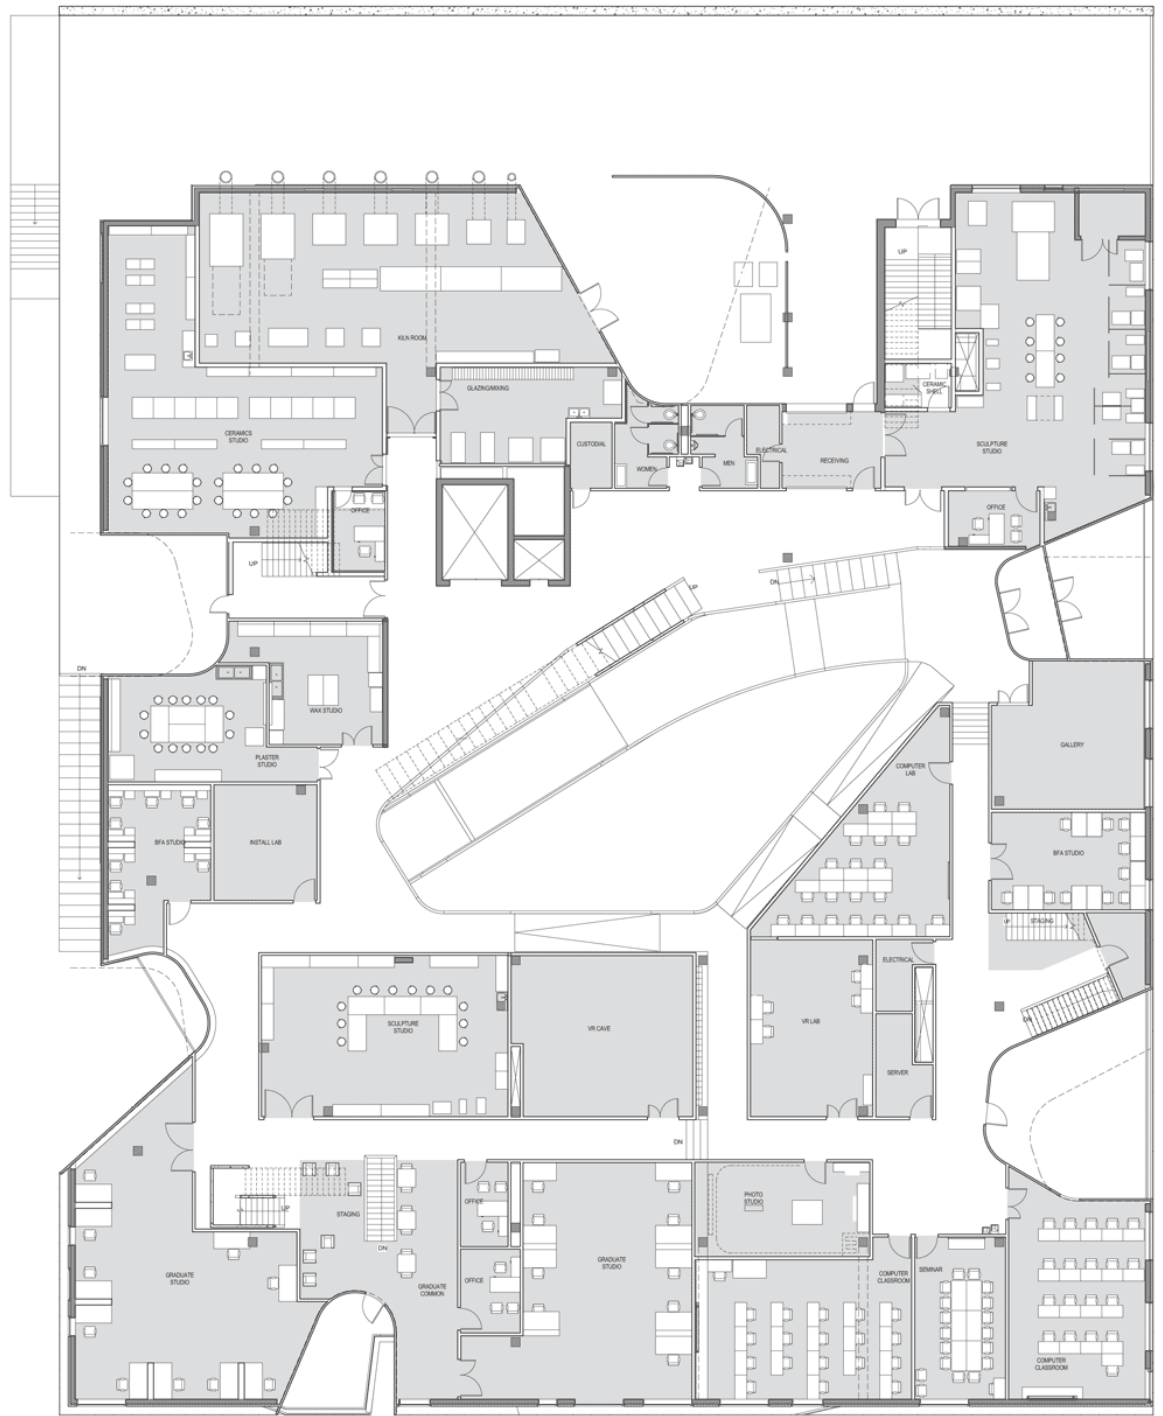 UP
KILN ROOM
GLAZING/MIXING
CERAMIC
SHELL
CERAMICS
STUDIO
CUSTODIAL
WOMEN
MEN
ELECTRICAL
RECEIVING
SCULPTURE
STUDIO
OFFICE
OFFICE
UP
DN
UP
DN
WAX STUDIO
PLASTER
STUDIO
GALLERY
COMPUTER
LAB
BFA STUDIO
INSTALL LAB
BFA STUDIO
UP
STAGING
ELECTRICAL
SCULPTURE
STUDIO
VR CAVE
VR LAB
DN
SERVER
DN
UP
STAGING
OFFICE
PHOTO
STUDIO
DN
GRADUATE
STUDIO
GRADUATE
COMMON
OFFICE
GRADUATE
STUDIO
COMPUTER
CLASSROOM
SEMINAR
COMPUTER
CLASSROOM